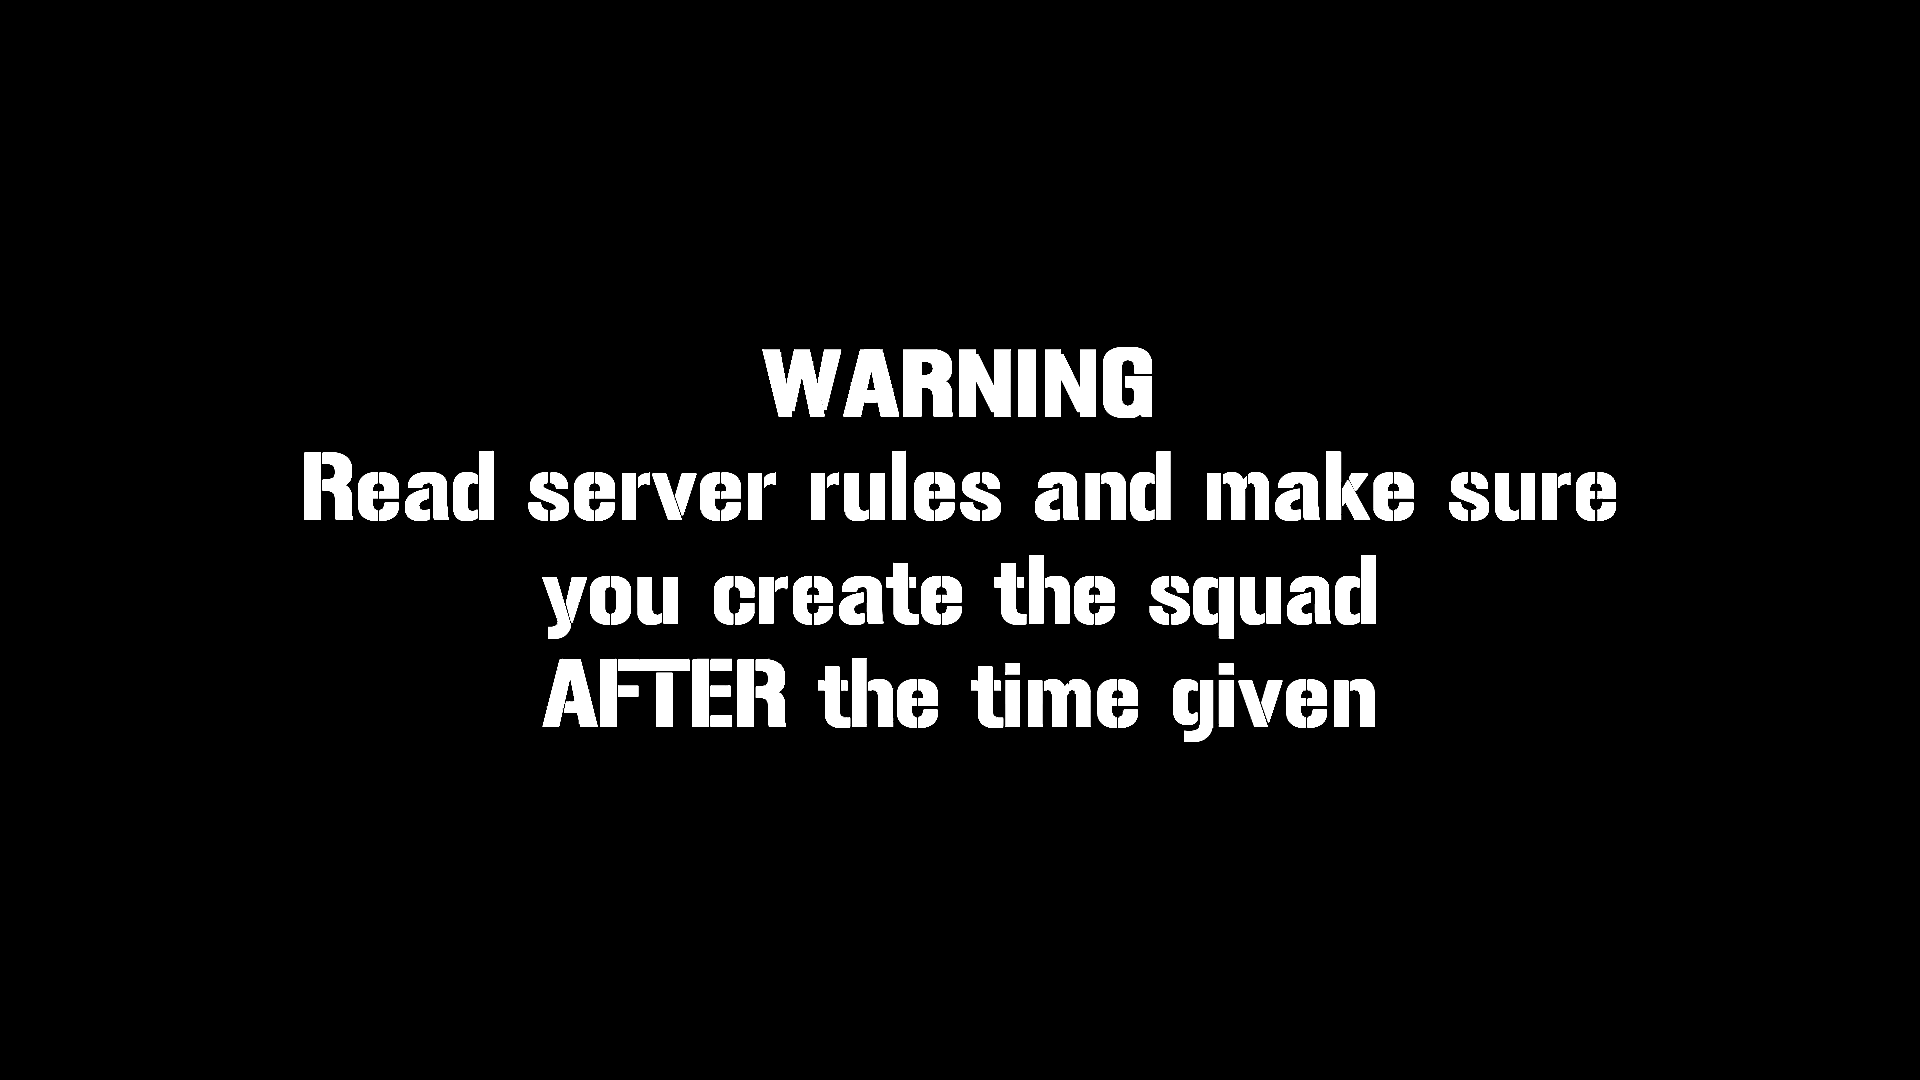 WARNING
Read server rules and make sure
you create the squad
AFTER the time given